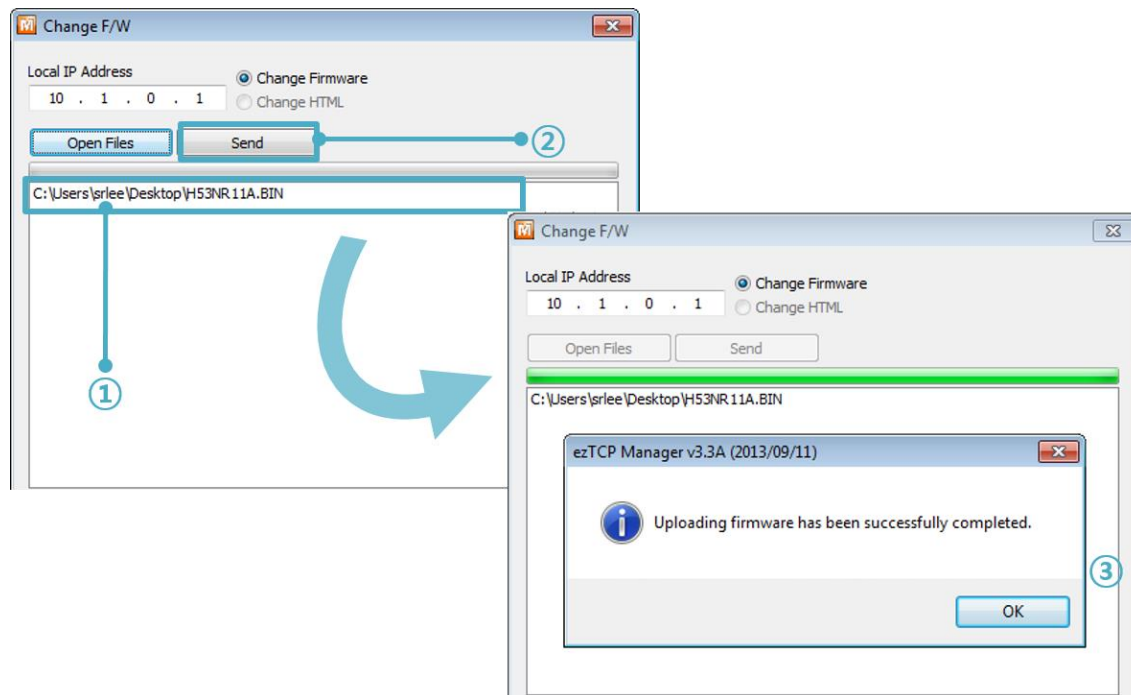 Change F/W
Local IP Address
10 . 1 . 0 . 1
Change Firmware
Change HTML
Open Files
Send
②
C:\Users\srlee\Desktop\H53NR11A.BIN
①
Change F/W
Local IP Address
10 . 1 . 0 . 1
Change Firmware
Change HTML
Open Files
Send
C:\Users\srlee\Desktop\H53NR11A.BIN
ezTCP Manager v3.3A (2013/09/11)
Uploading firmware has been successfully completed.
③
OK